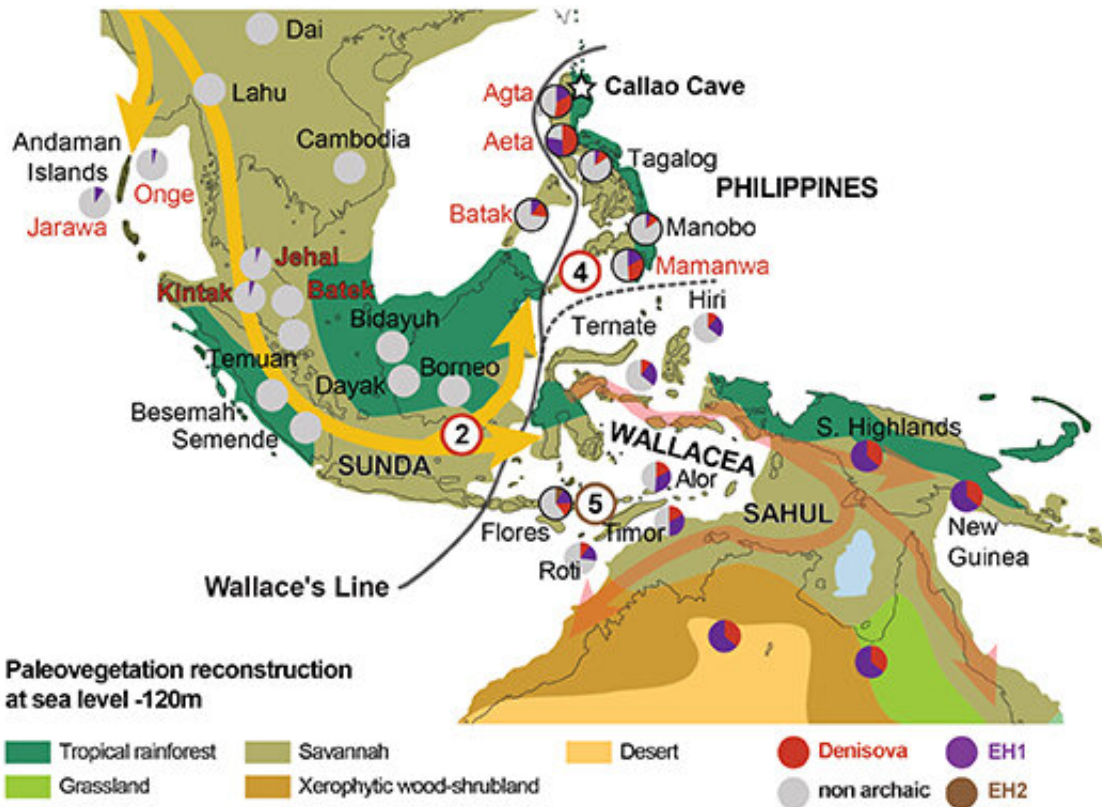 Dai
Lahu
Agta
Callao Cave
Andaman
Islands
Cambodia
Aeta
Tagalog
Onge
PHILIPPINES
Jarawa
Batak
Manobo
Jehai
4
Mamanwa
Kintak
Batek
Hiri
Bidayuh
Ternate
Temuan
Dayak
Borneo
Besemah
Semende
2
S. Highlands
SUNDA
WALLACEA
Alor
5
SAHUL
Flores
Timor
New
Guinea
Roti
Wallace's Line
Paleovegetation reconstruction
at sea level -120m
Tropical rainforest
Savannah
Desert
Denisova
EH1
Grassland
Xerophytic wood-shrubland
non archaic
EH2